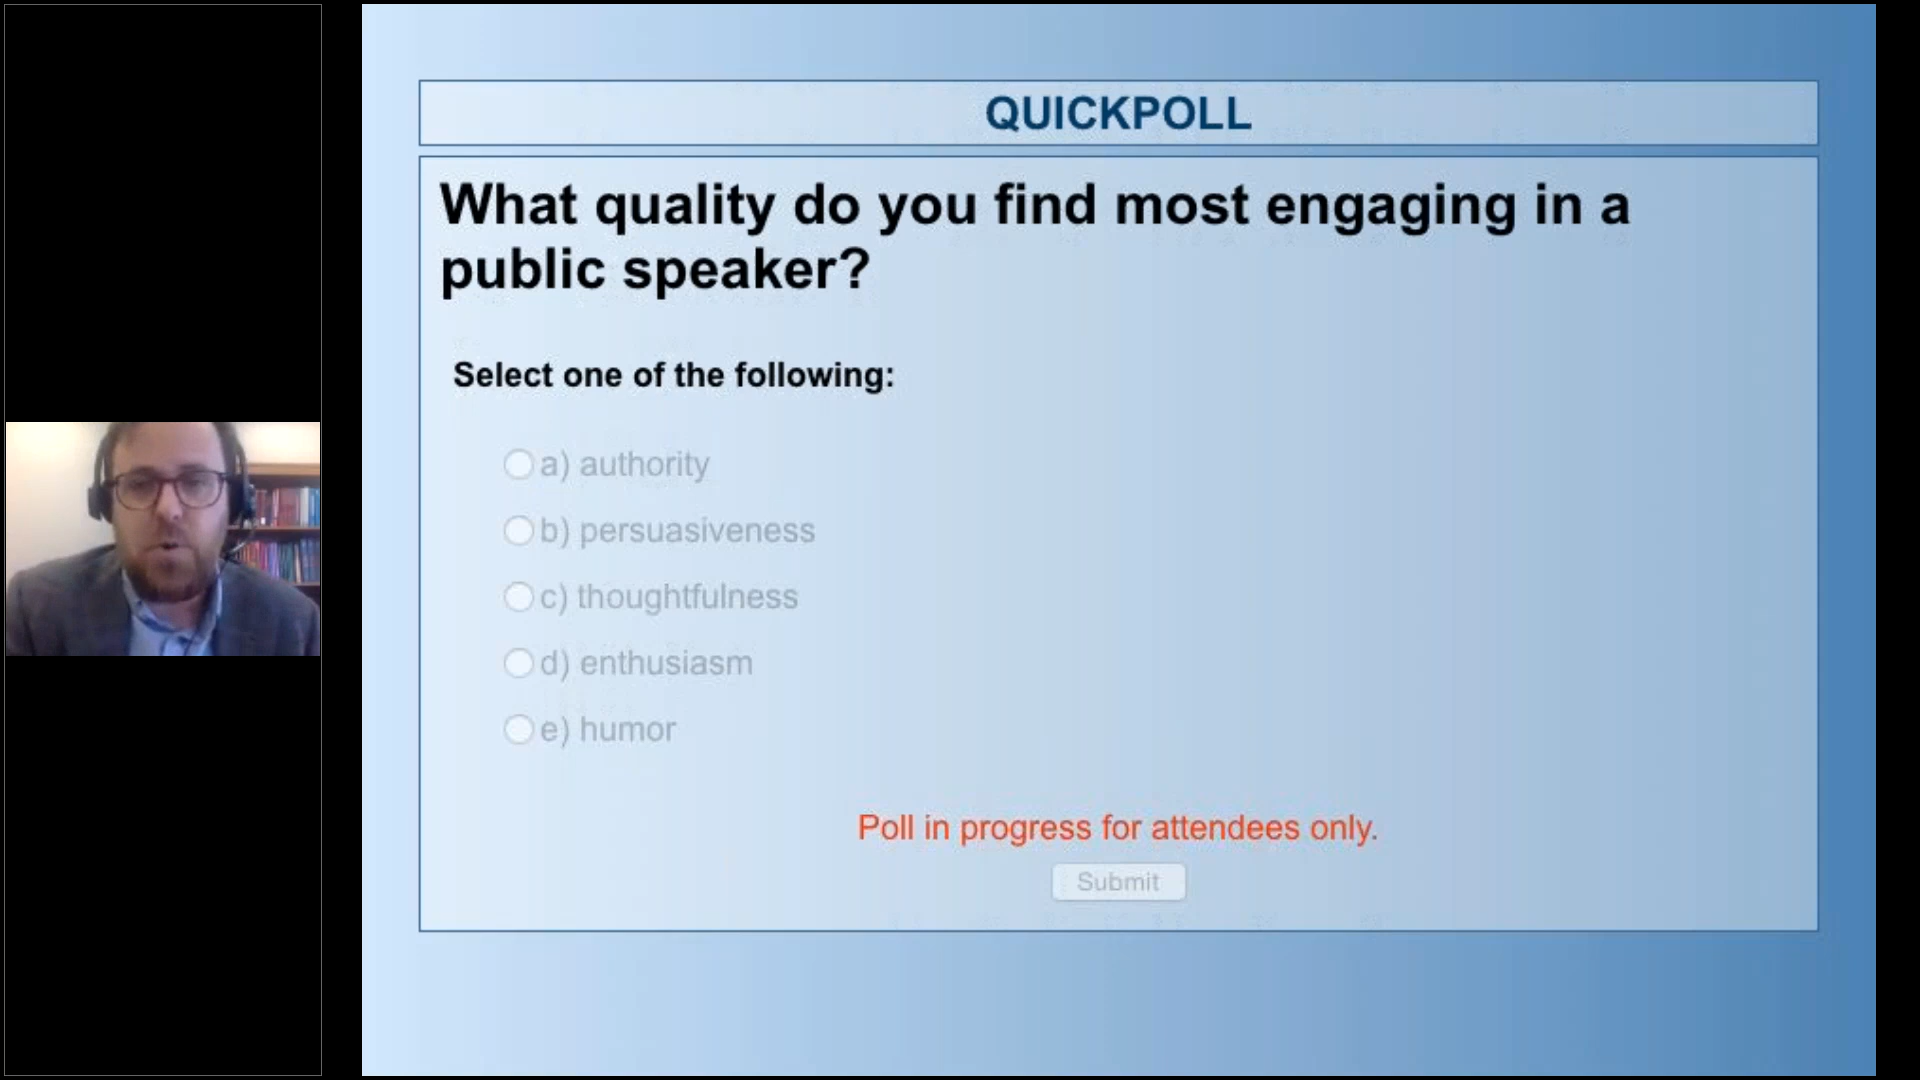 QUICKPOLL
What quality do you find most engaging in a
public speaker?
Select one of the following:
a) authority
b) persuasiveness
c) thoughtfulness
d) enthusiasm
e) humor
Poll in progress for attendees only.
Submit